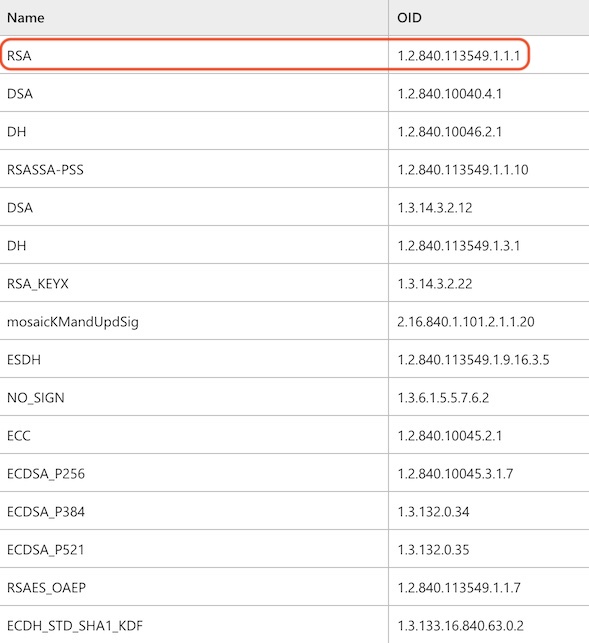 Name OID
RSA 1.2.840.113549.1.1.1
DSA 1.2.840.10040.4.1
DH 1.2.840.10046.2.1
RSASSA-PSS 1.2.840.113549.1.1.10
DSA 1.3.14.3.2.12
DH 1.2.840.113549.1.3.1
RSA_KEYX 1.3.14.3.2.22
mosaicKMandUpdSig 2.16.840.1.101.2.1.1.20
ESDH 1.2.840.113549.1.9.16.3.5
NO_SIGN 1.3.6.1.5.5.7.6.2
ECC 1.2.840.10045.2.1
ECDSA_P256 1.2.840.10045.3.1.7
ECDSA_P384 1.3.132.0.34
ECDSA_P521 1.3.132.0.35
RSAES_OAEP 1.2.840.113549.1.1.7
ECDH_STD_SHA1_KDF 1.3.133.16.840.63.0.2